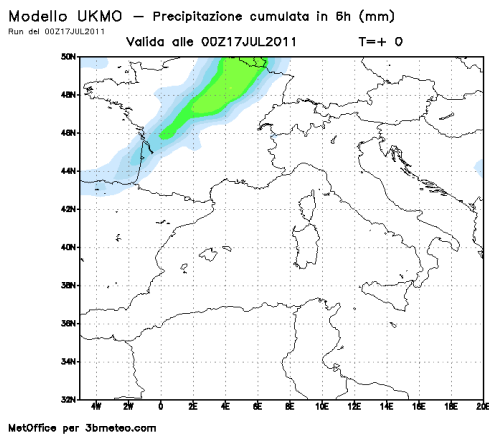 Modello UKMO – Precipitazione cumulata in 6h (mm)
Run del 00Z17JUL2011
Valida alle 00Z17JUL2011 T=+ 0
50N
48N
46N
44N
42N
40N
38N
36N
34N
32N
4W 2W 0 2E 4E 6E 8E 10E 12E 14E 16E 18E 20E
MetOffice per 3bmeteo.com